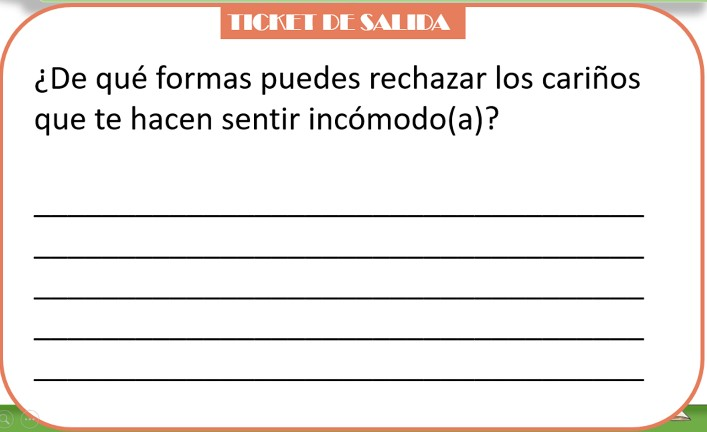 TICKET DE SALIDA
¿De qué formas puedes rechazar los cariños
que te hacen sentir incómodo(a)?